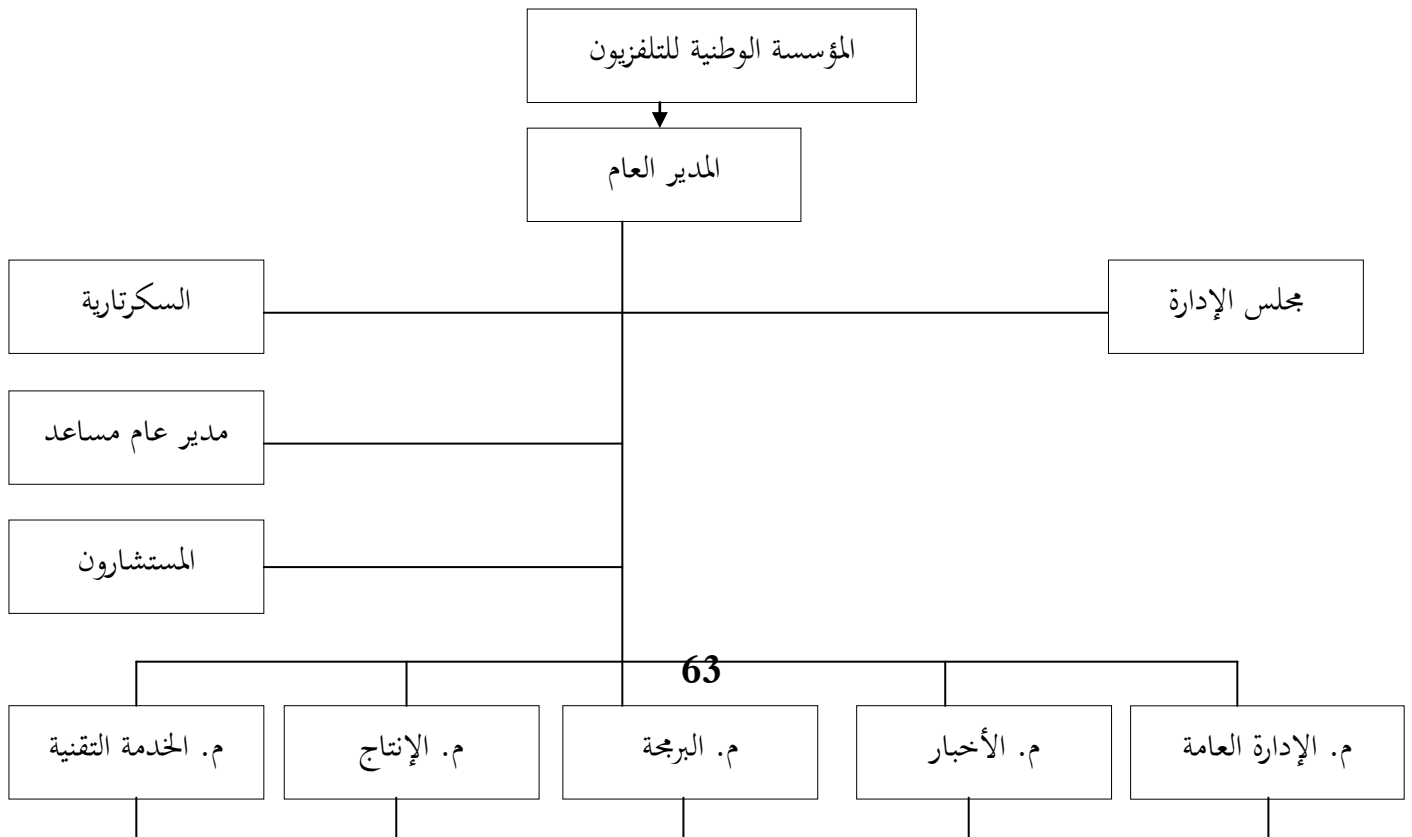 المؤسسة الوطنية للتلفزيون
المدير العام
مجلس الإدارة
السكرتارية
مدير عام مساعد
المستشارون
63
م. الإدارة العامة
م. الأخبار
م. البرمجة
م. الإنتاج
م. الخدمة التقنية